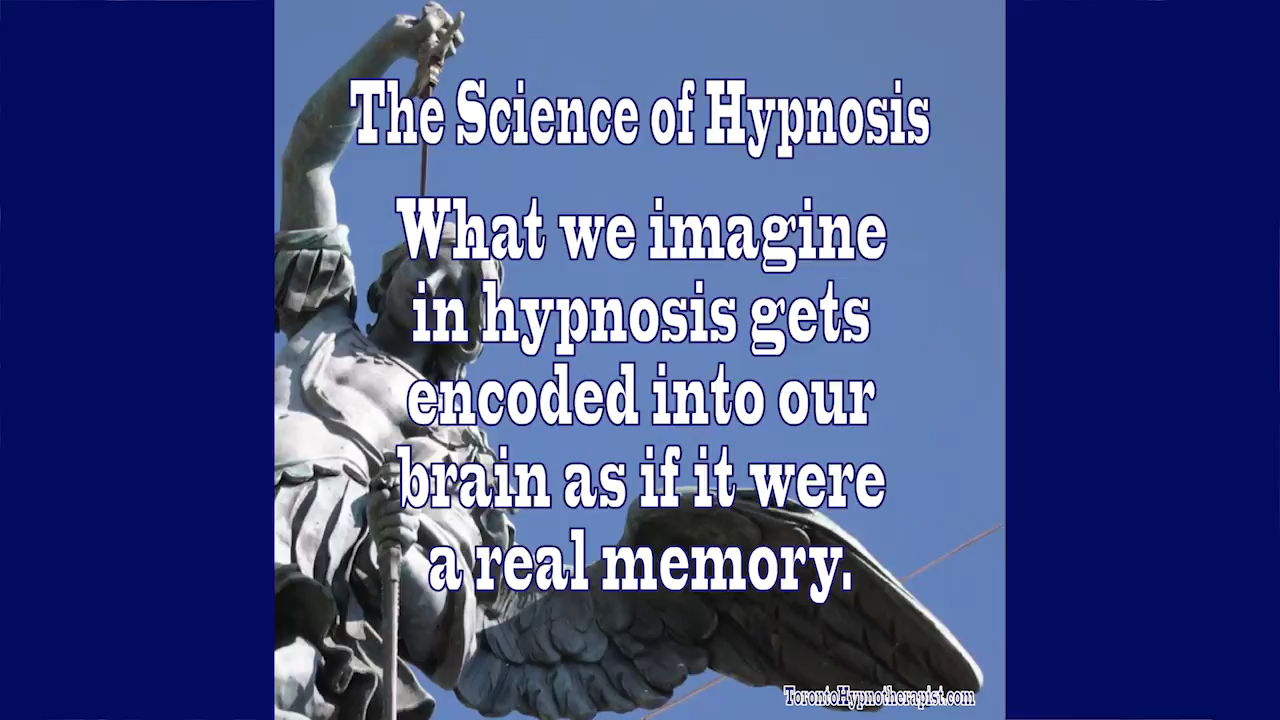 The Science of Hypnosis
What we imagine
in hypnosis gets
encoded into our
brain as if it were
a real memory.
TorontoHypnotherapist.com